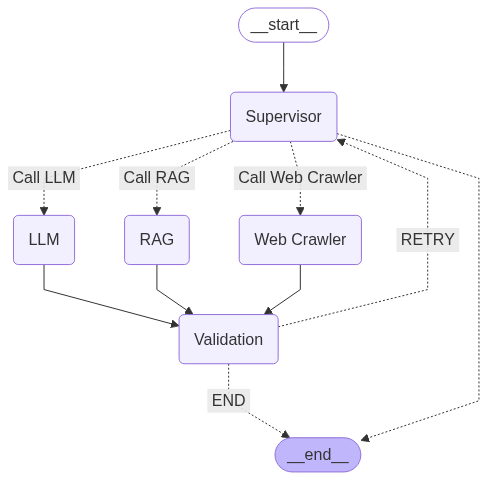 __start__
Supervisor
Call LLM
Call RAG
Call Web Crawler
LLM
RAG
Web Crawler
RETRY
Validation
END
__end__